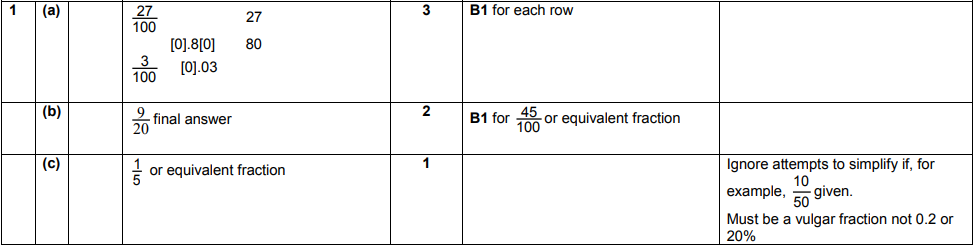 1 (a) 27/100 27 3 B1 for each row
[0].8[0] 80
3/100 [0].03
(b) 9/20 final answer 2 B1 for 45/100 or equivalent fraction
(c) 1/5 or equivalent fraction 1 Ignore attempts to simplify if, for
example, 10/50 given.
Must be a vulgar fraction not 0.2 or
20%